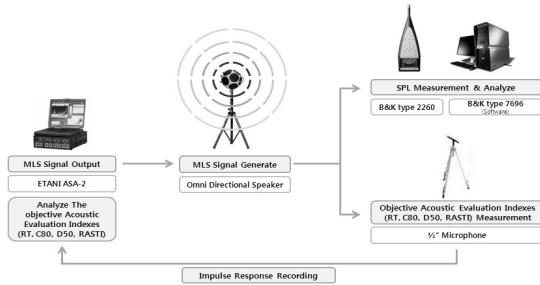 SPL Measurement & Analyze
B&K type 2260
B&K type 7696
(Software)
MLS Signal Output
ETANI ASA-2
MLS Signal Generate
Omni Directional Speaker
Analyze The
objective Acoustic
Evaluation Indexes
(RT, C80, D50, RASTI)
Objective Acoustic Evaluation Indexes
(RT, C80, D50, RASTI) Measurement
½" Microphone
Impulse Response Recording